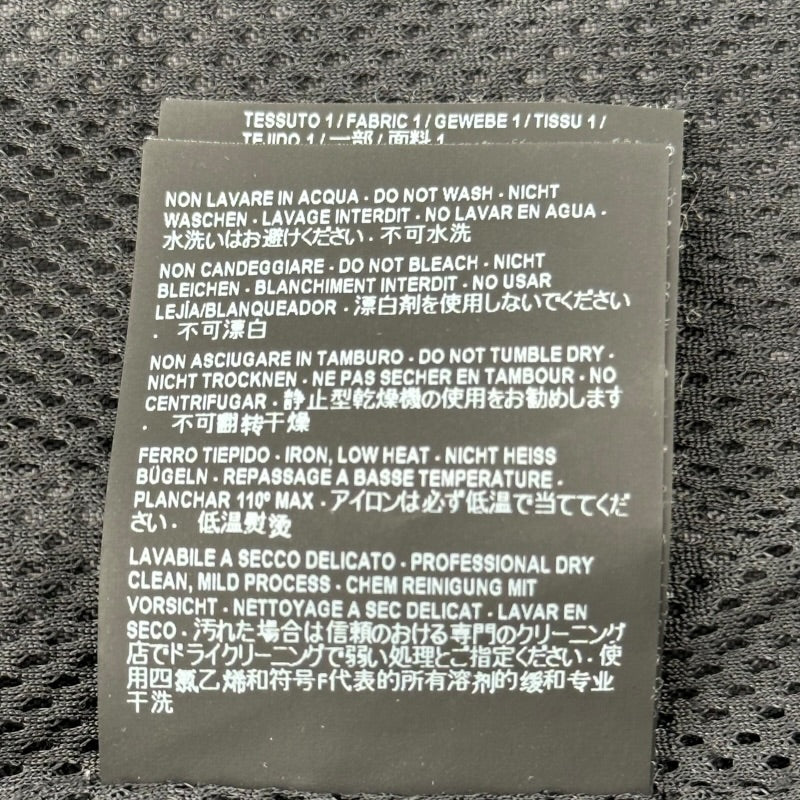 TESSUTO 1 / FABRIC 1 / GEWEBE 1 / TISSU 1 /
TEJIDO 1 / 一部 / 面料 1
NON LAVARE IN ACQUA - DO NOT WASH - NICHT
WASCHEN - LAVAGE INTERDIT - NO LAVAR EN AGUA -
水洗いはお避けください - 不可水洗
NON CANDEGGIARE - DO NOT BLEACH - NICHT
BLEICHEN - BLANCHIMENT INTERDIT - NO USAR
LEJÍA/BLANQUEADOR - 漂白剤を使用しないでください
- 不可漂白
NON ASCIUGARE IN TAMBURO - DO NOT TUMBLE DRY -
NICHT TROCKNEN - NE PAS SECHER EN TAMBOUR - NO
CENTRIFUGAR - 静止型乾燥機の使用をお勧めします
- 不可翻转干燥
FERRO TIEPIDO - IRON, LOW HEAT - NICHT HEISS
BÜGELN - REPASSAGE A BASSE TEMPERATURE -
PLANCHAR 110º MAX - アイロンは必ず低温で当ててくだ
さい - 低温熨烫
LAVABILE A SECCO DELICATO - PROFESSIONAL DRY
CLEAN, MILD PROCESS - CHEM REINIGUNG MIT
VORSICHT - NETTOYAGE A SEC DELICAT - LAVAR EN
SECO - 汚れた場合は信頼のおける専門のクリーニング
店でドライクリーニングで弱い処理とご指定ください - 使
用四氯乙烯和符号F代表的所有溶剂的缓和专业
干洗